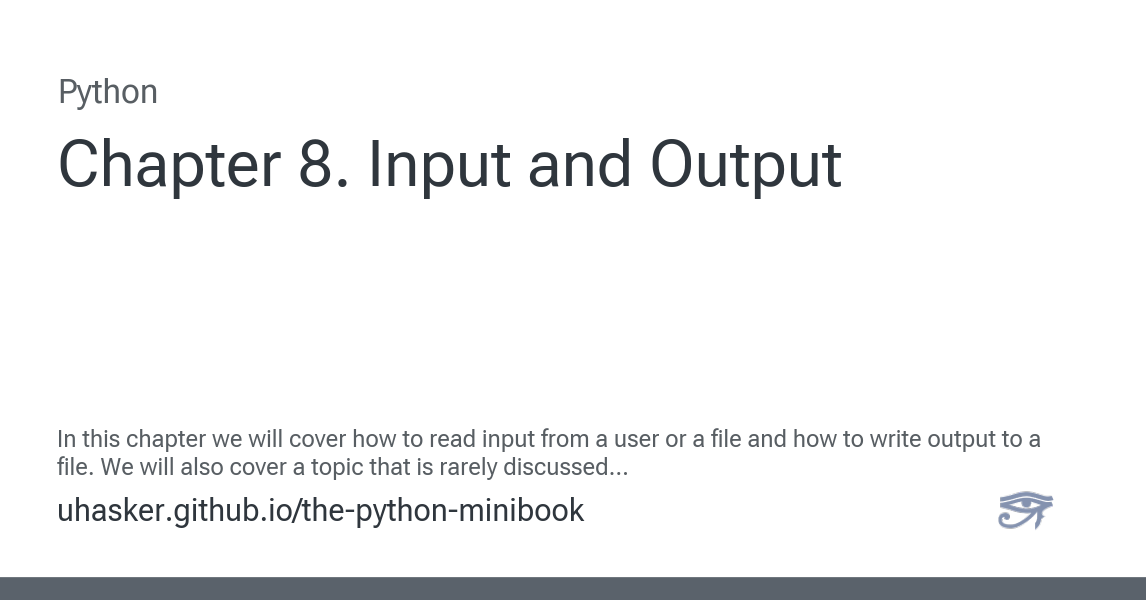 Python
Chapter 8. Input and Output
In this chapter we will cover how to read input from a user or a file and how to write output to a
file. We will also cover a topic that is rarely discussed...
uhasker.github.io/the-python-minibook